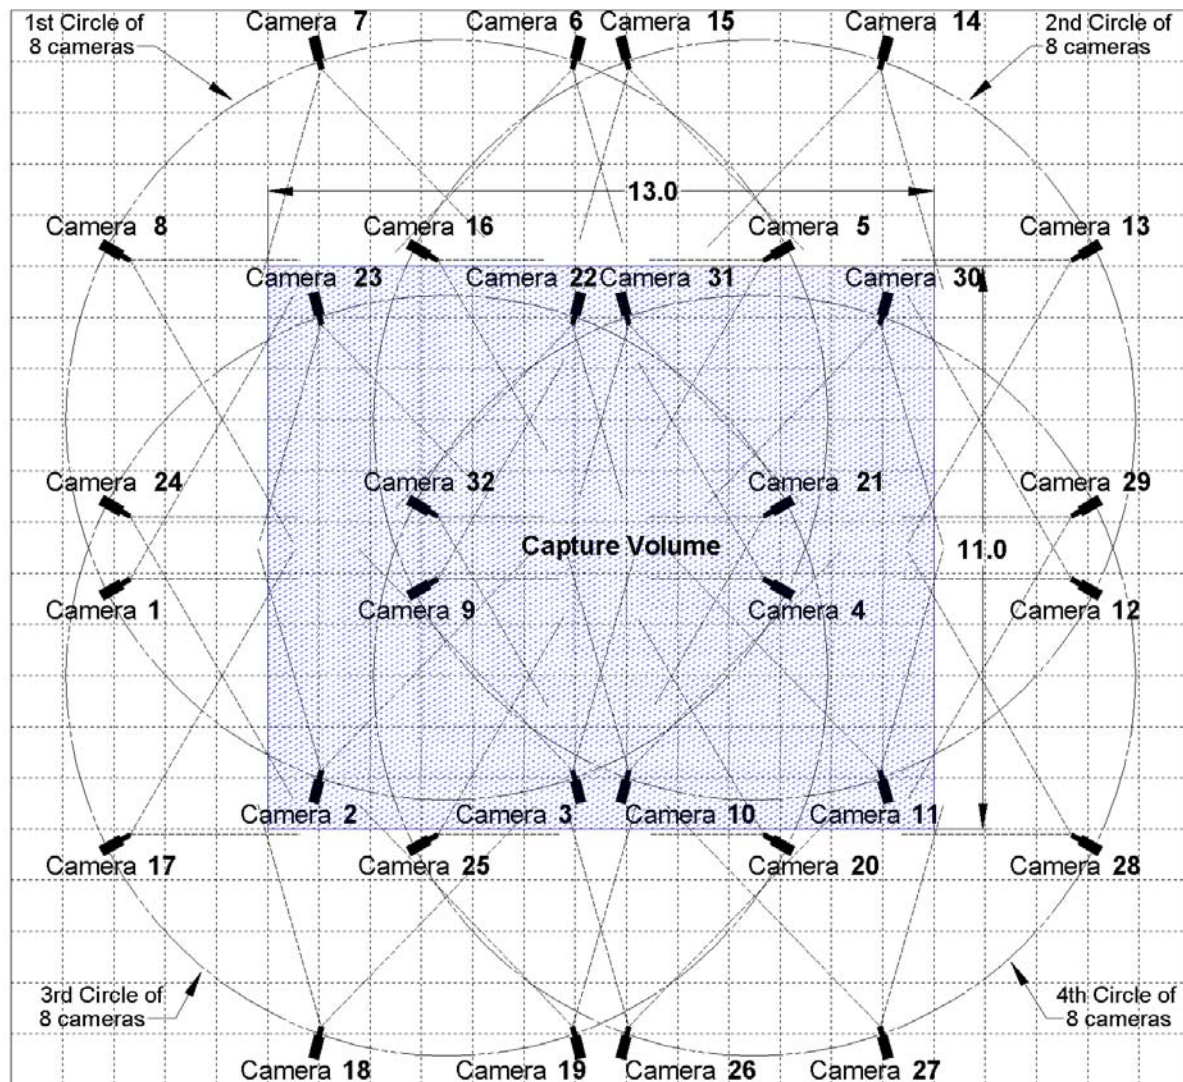 1st Circle of
8 cameras
Camera 7
Camera 6
Camera 15
Camera 14
2nd Circle of
8 cameras
13.0
Camera 8
Camera 16
Camera 5
Camera 13
Camera 23
Camera 22
Camera 31
Camera 30
Camera 24
Camera 32
Camera 21
Camera 29
Capture Volume
11.0
Camera 1
Camera 9
Camera 4
Camera 12
Camera 2
Camera 3
Camera 10
Camera 11
Camera 17
Camera 25
Camera 20
Camera 28
3rd Circle of
8 cameras
4th Circle of
8 cameras
Camera 18
Camera 19
Camera 26
Camera 27